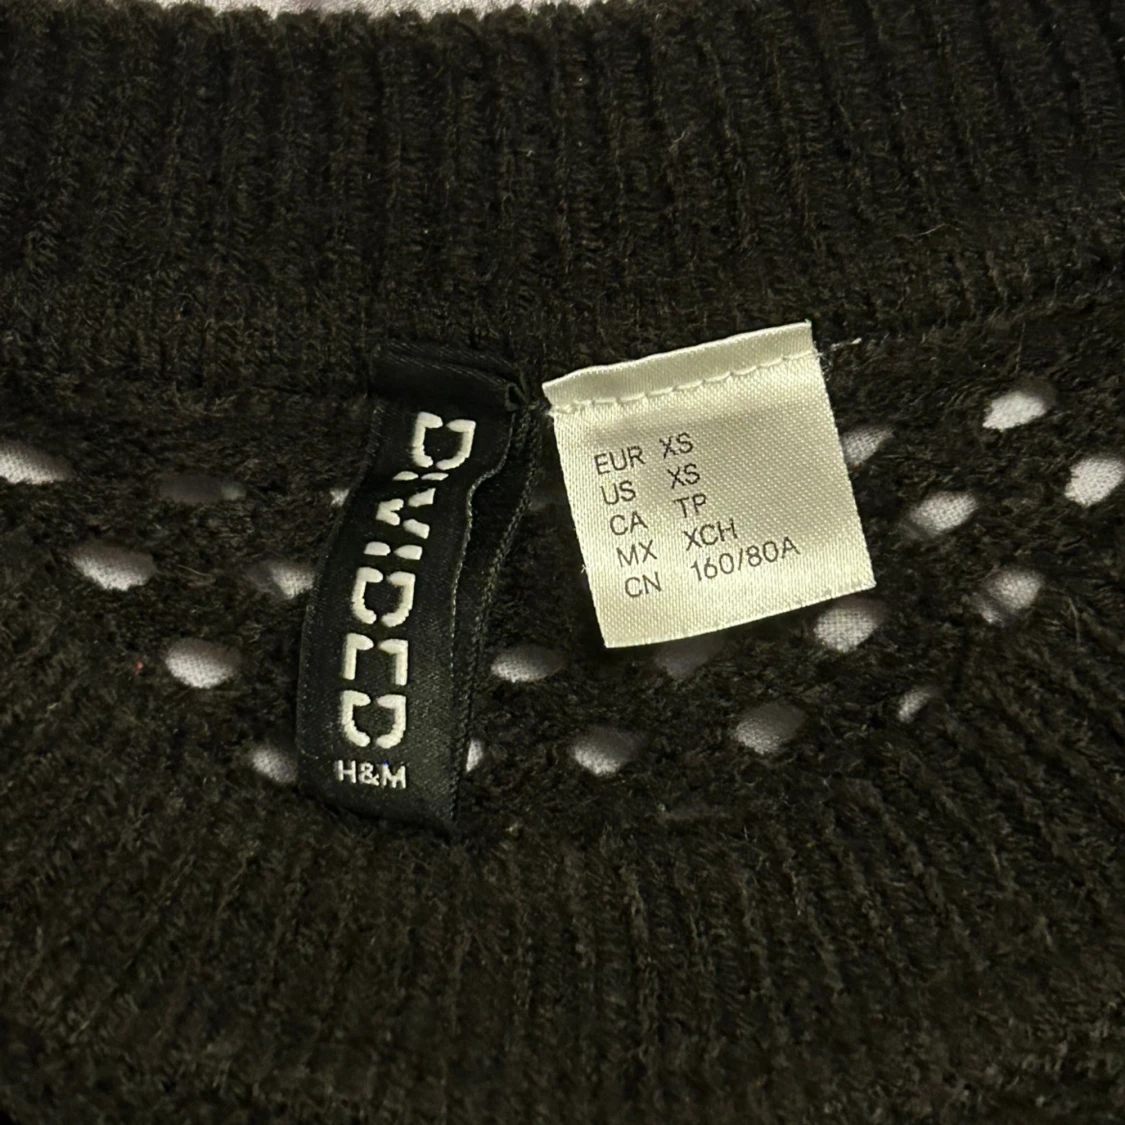 DIVIDED
H&M
EUR XS
US XS
CA TP
MX XCH
CN 160/80A